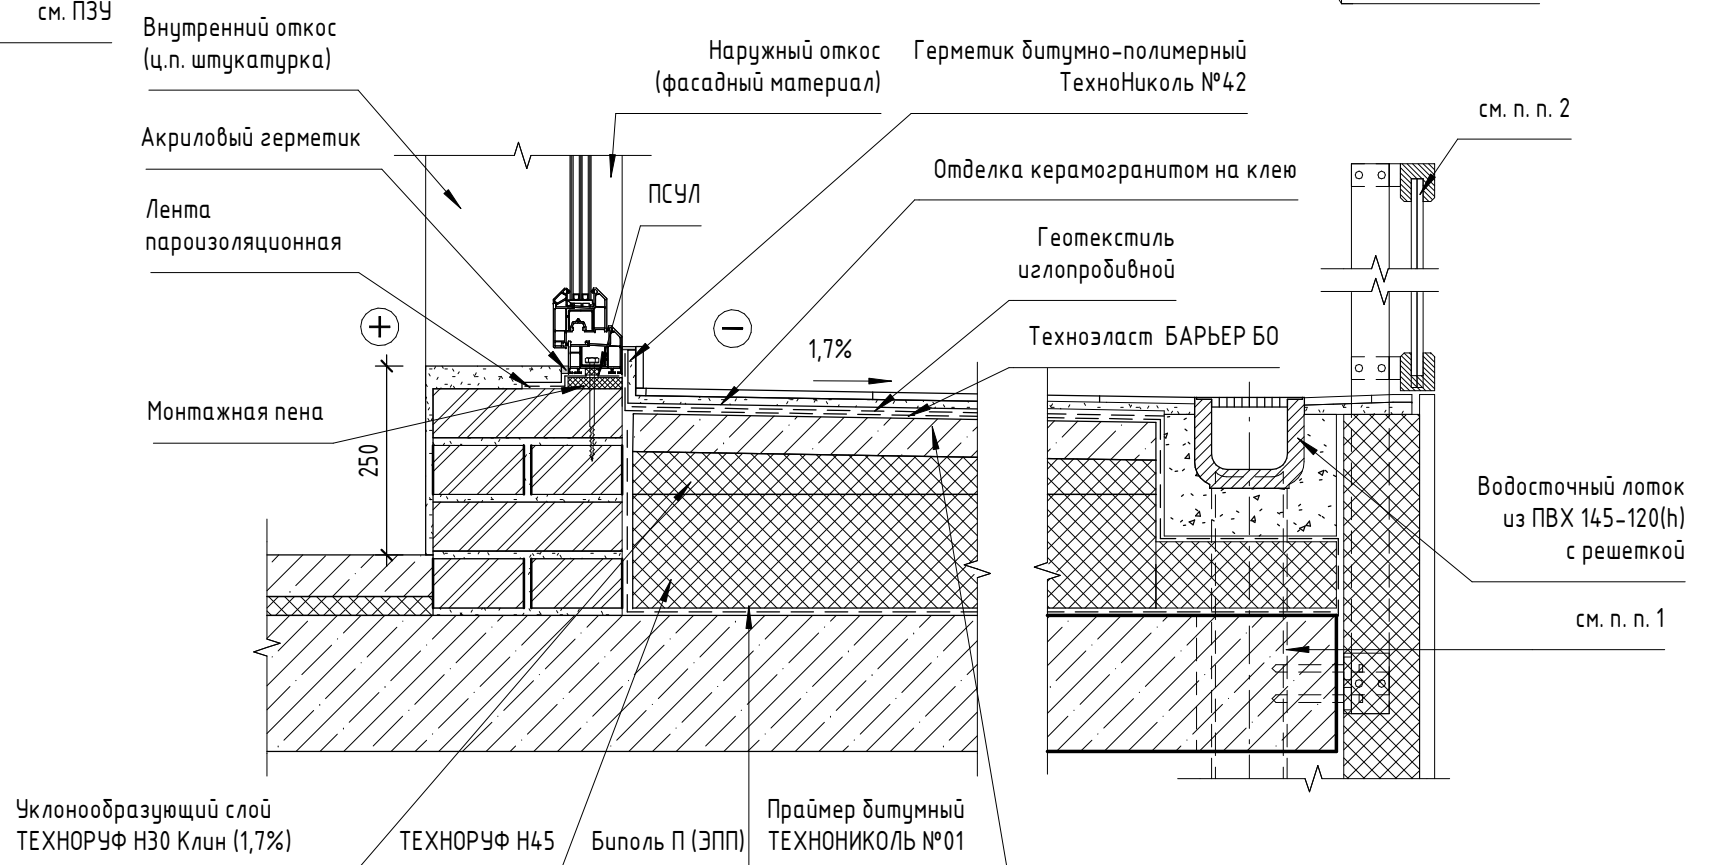 см. ПЗУ
Внутренний откос
(ц.п. штукатурка)
Наружный откос
(фасадный материал)
Герметик битумно-полимерный
ТехноНиколь №42
см. п. п. 2
Акриловый герметик
Отделка керамогранитом на клею
ПСУЛ
Лента
пароизоляционная
Геотекстиль
иглопробивной
+
−
1,7%
Техноэласт БАРЬЕР БО
Монтажная пена
250
Водосточный лоток
из ПВХ 145-120(h)
с решеткой
см. п. п. 1
Уклонообразующий слой
ТЕХНОРУФ Н30 Клин (1,7%)
ТЕХНОРУФ Н45
Биполь П (ЭПП)
Праймер битумный
ТЕХНОНИКОЛЬ №01